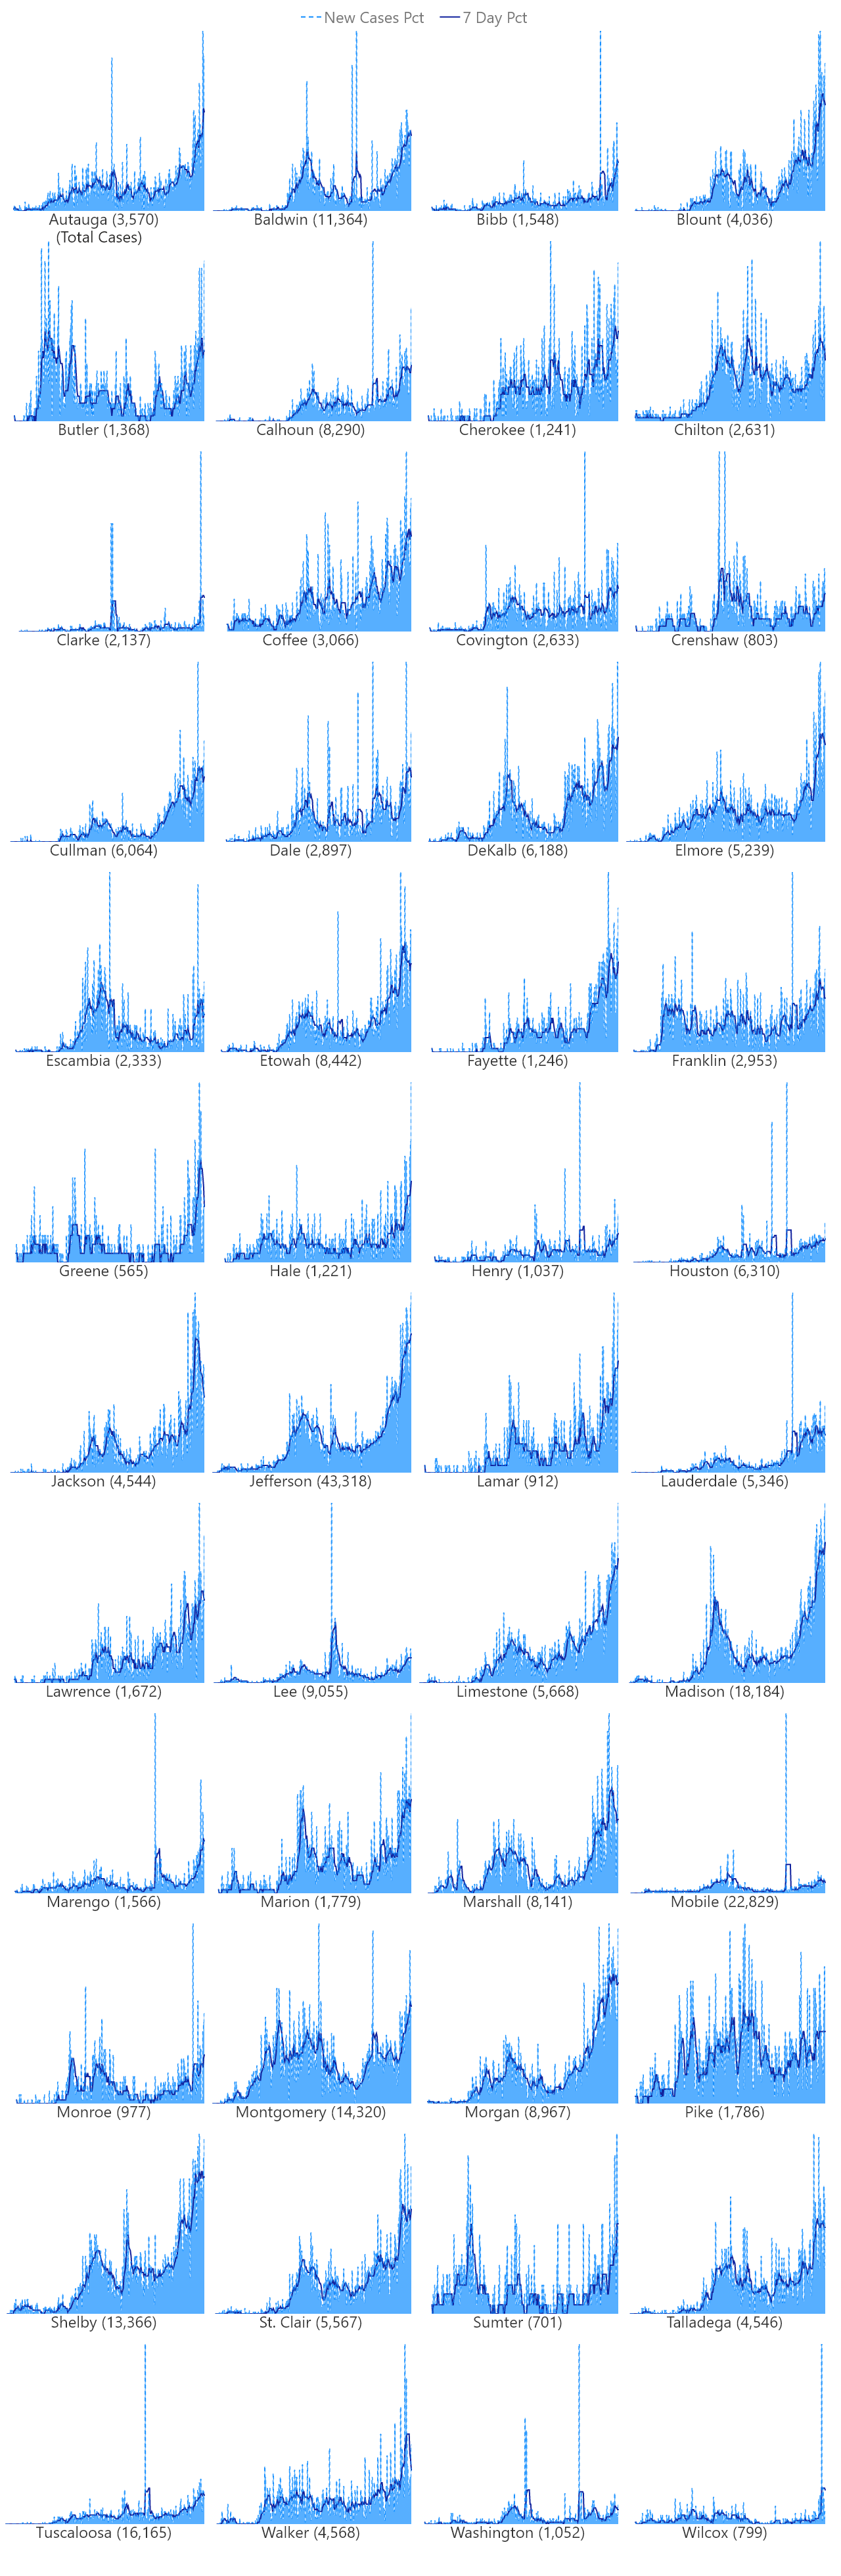 New Cases Pct 7 Day Pct
Autauga (3,570) Baldwin (11,364) Bibb (1,548) Blount (4,036)
(Total Cases)
Butler (1,368) Calhoun (8,290) Cherokee (1,241) Chilton (2,631)
Clarke (2,137) Coffee (3,066) Covington (2,633) Crenshaw (803)
Cullman (6,064) Dale (2,897) DeKalb (6,188) Elmore (5,239)
Escambia (2,333) Etowah (8,442) Fayette (1,246) Franklin (2,953)
Greene (565) Hale (1,221) Henry (1,037) Houston (6,310)
Jackson (4,544) Jefferson (43,318) Lamar (912) Lauderdale (5,346)
Lawrence (1,672) Lee (9,055) Limestone (5,668) Madison (18,184)
Marengo (1,566) Marion (1,779) Marshall (8,141) Mobile (22,829)
Monroe (977) Montgomery (14,320) Morgan (8,967) Pike (1,786)
Shelby (13,366) St. Clair (5,567) Sumter (701) Talladega (4,546)
Tuscaloosa (16,165) Walker (4,568) Washington (1,052) Wilcox (799)